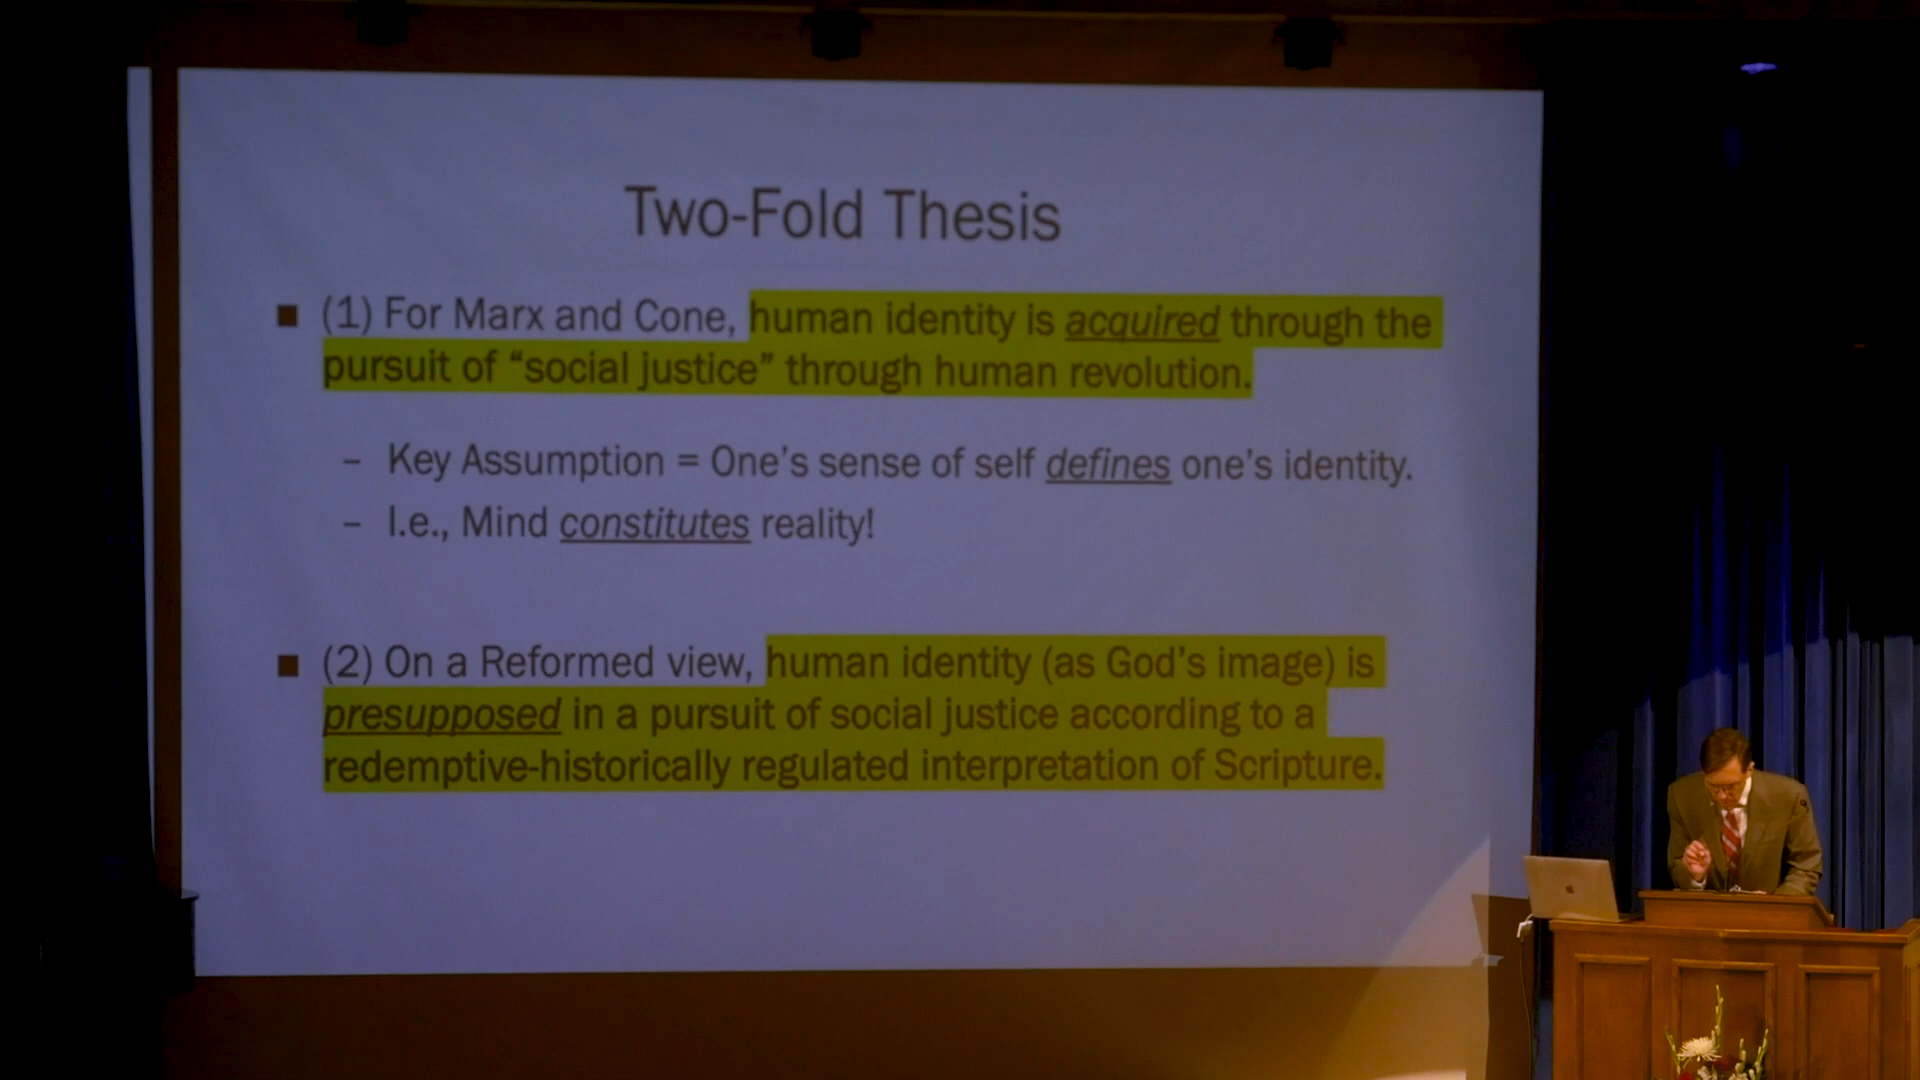 Two-Fold Thesis
■ (1) For Marx and Cone, human identity is acquired through the
pursuit of “social justice” through human revolution.
– Key Assumption = One’s sense of self defines one’s identity.
– I.e., Mind constitutes reality!
■ (2) On a Reformed view, human identity (as God’s image) is
presupposed in a pursuit of social justice according to a
redemptive-historically regulated interpretation of Scripture.